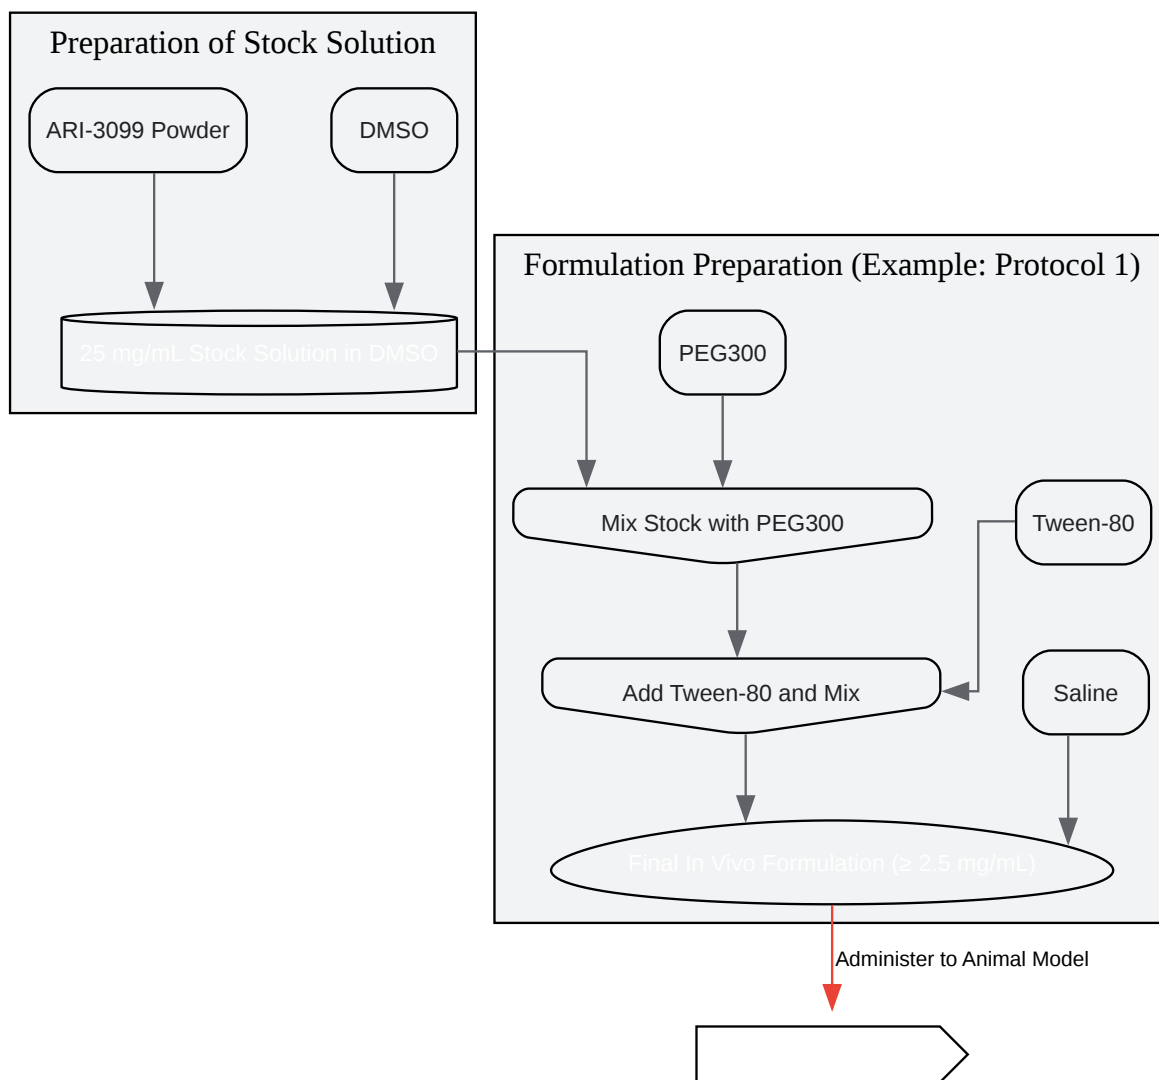 Preparation of Stock Solution
ARI-3099 Powder
DMSO
25 mg/mL Stock Solution in DMSO
Formulation Preparation (Example: Protocol 1)
PEG300
Mix Stock with PEG300
Tween-80
Add Tween-80 and Mix
Saline
Final In Vivo Formulation (≥ 2.5 mg/mL)
Administer to Animal Model